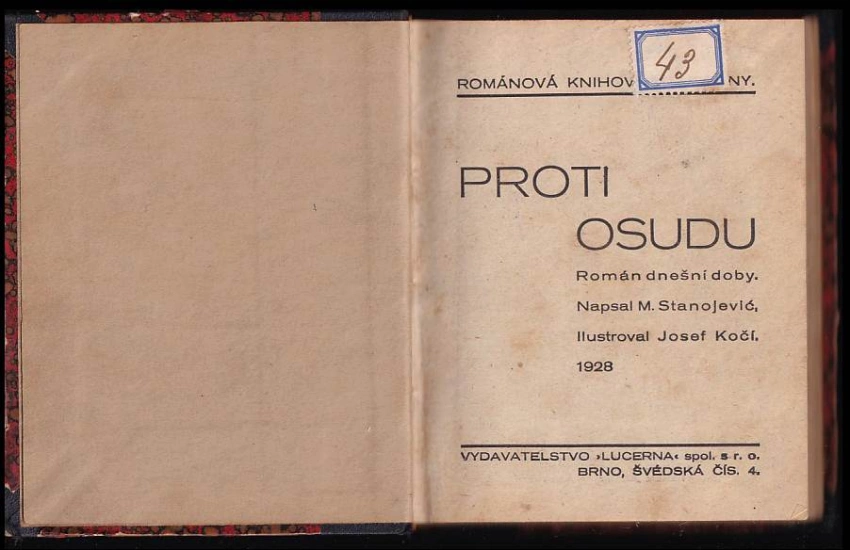 43
ROMÁNOVÁ KNIHOV NY.
PROTI
OSUDU
Román dnešní doby.
Napsal M. Stanojević,
Ilustroval Josef Kočí.
1928
VYDAVATELSTVO ›LUCERNA‹ spol. s r. o.
BRNO, ŠVÉDSKÁ ČÍS. 4.